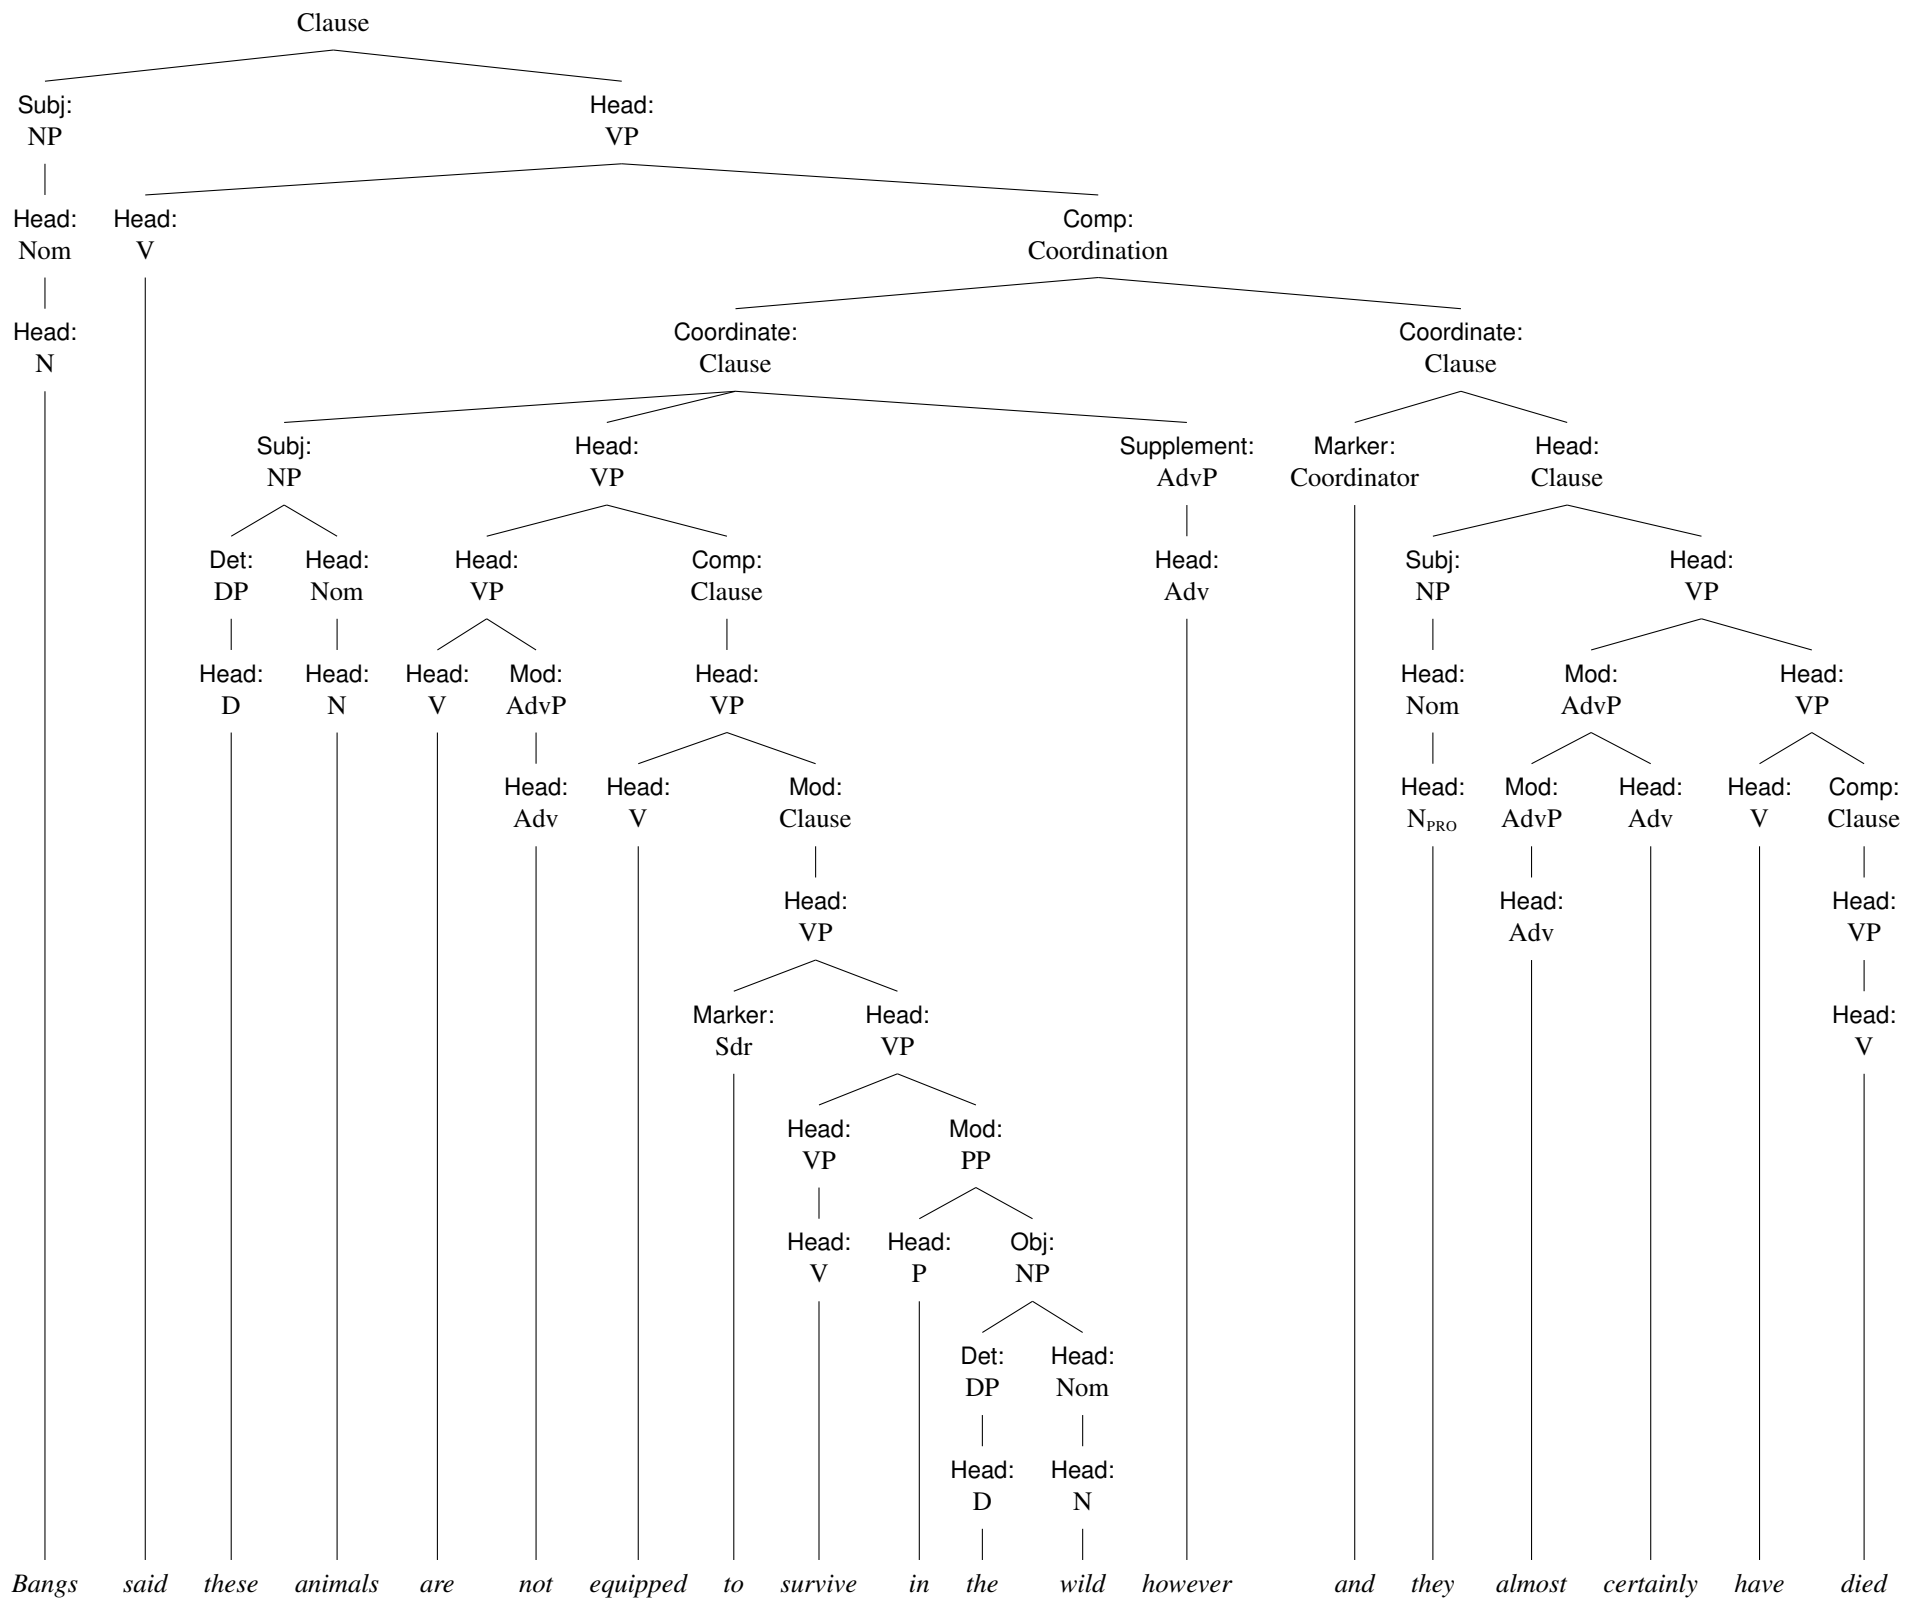 Clause
Subj: Head:
NP VP
Head: Head: Comp:
Nom V Coordination
Head: Coordinate: Coordinate:
N Clause Clause
Subj: Head: Supplement: Marker: Head:
NP VP AdvP Coordinator Clause
Det: Head: Head: Comp: Head: Subj: Head:
DP Nom VP Clause Adv NP VP
Head: Head: Head: Mod: Head: Head: Mod: Head:
D N V AdvP VP Nom AdvP VP
Head: Head: Mod: Head: Mod: Head: Head: Comp:
Adv V Clause NPRO AdvP Adv V Clause
Head: Head: Head:
VP Adv VP
Marker: Head: Head:
Sdr VP V
Head: Mod:
VP PP
Head: Head: Obj:
V P NP
Det: Head:
DP Nom
Head: Head:
D N
Bangs said these animals are not equipped to survive in the wild however and they almost certainly have died